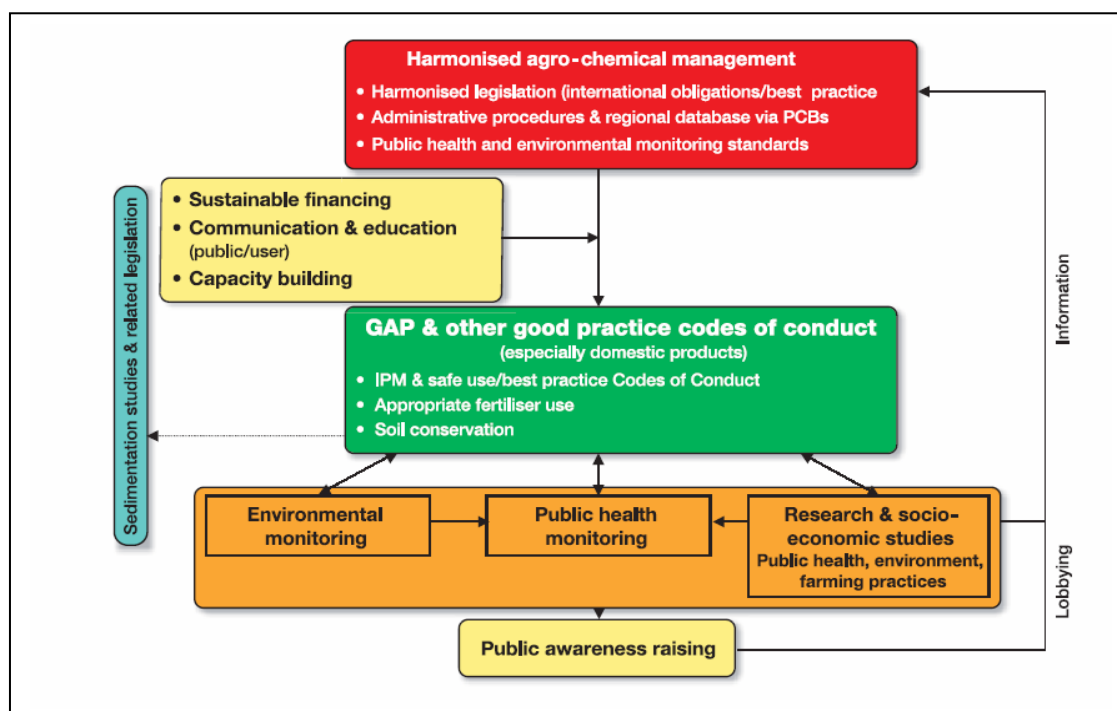 Harmonised agro-chemical management
• Harmonised legislation (international obligations/best practice
• Administrative procedures & regional database via PCBs
• Public health and environmental monitoring standards
• Sustainable financing
• Communication & education
(public/user)
• Capacity building
Sedimentation studies & related legislation
GAP & other good practice codes of conduct
(especially domestic products)
• IPM & safe use/best practice Codes of Conduct
• Appropriate fertiliser use
• Soil conservation
Information
Environmental
monitoring
Public health
monitoring
Research & socio-
economic studies
Public health, environment,
farming practices
Lobbying
Public awareness raising